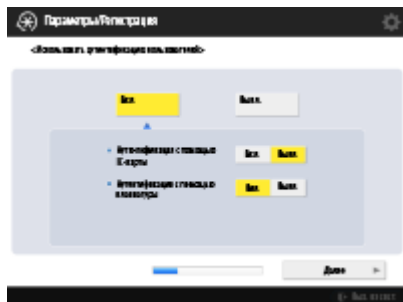 Параметры/Регистрация
<Использовать аутентификацию пользователей>
Вкл. Выкл.
Аутентификация с помощью
IC-карты
Вкл. Выкл.
Аутентификация с помощью
клавиатуры
Вкл. Выкл.
Далее